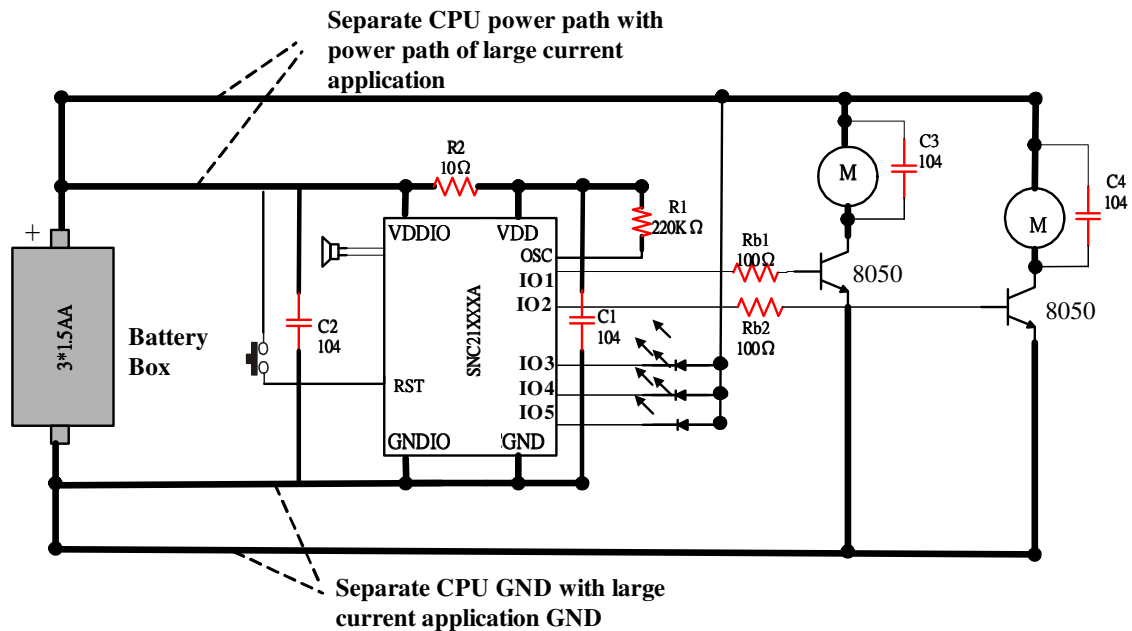 Separate CPU power path with
power path of large current
application
R2
10Ω
C3
104
M
C4
104
M
R1
220KΩ
VDDIO
VDD
OSC
+
3*1.5AA
Battery
Box
C2
104
SNC21XXXA
IO1
IO2
Rb1
100Ω
8050
Rb2
100Ω
8050
C1
104
RST
IO3
IO4
IO5
GNDIO
GND
Separate CPU GND with large
current application GND